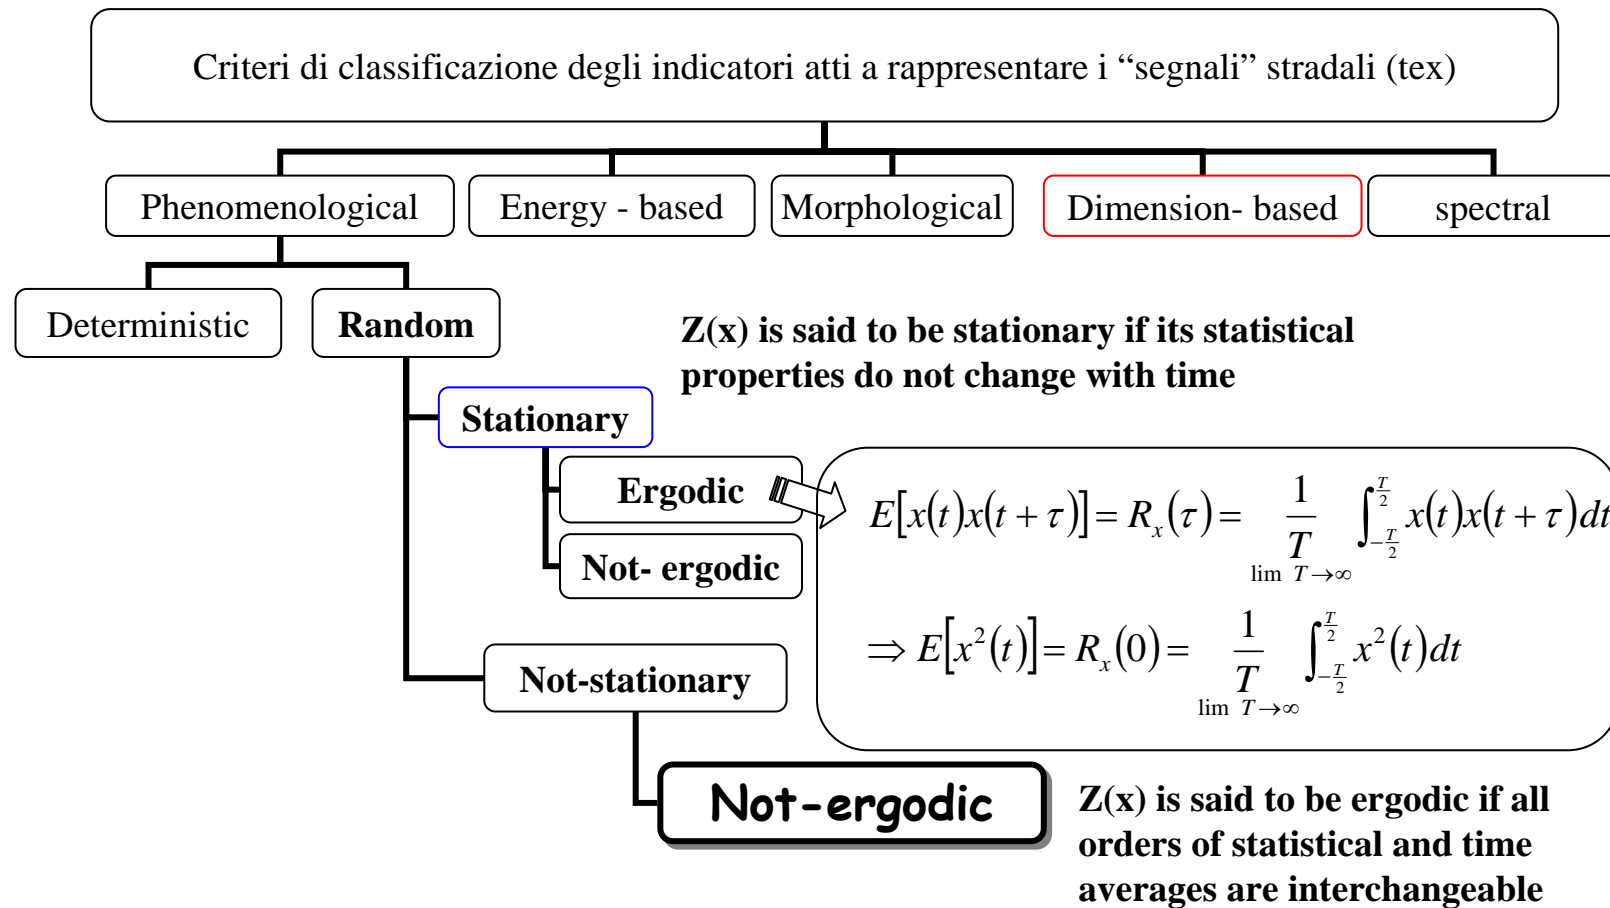 Criteri di classificazione degli indicatori atti a rappresentare i “segnali” stradali (tex)
Phenomenological
Energy - based
Morphological
Dimension- based
spectral
Deterministic
Random
Z(x) is said to be stationary if its statistical
properties do not change with time
Stationary
Ergodic
Not- ergodic
E[x(t)x(t + τ)] = R_x(τ) = lim T→∞ 1/T ∫_{-T/2}^{T/2} x(t)x(t + τ)dt
⇒ E[x²(t)] = R_x(0) = lim T→∞ 1/T ∫_{-T/2}^{T/2} x²(t)dt
Not-stationary
Not-ergodic
Z(x) is said to be ergodic if all
orders of statistical and time
averages are interchangeable